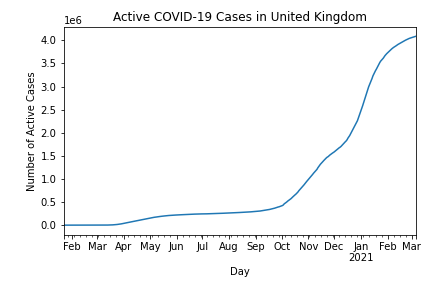 Active COVID-19 Cases in United Kingdom
1e6
4.0
3.5
3.0
2.5
2.0
1.5
1.0
0.5
0.0
Number of Active Cases
Feb Mar Apr May Jun Jul Aug Sep Oct Nov Dec Jan Feb Mar
2021
Day